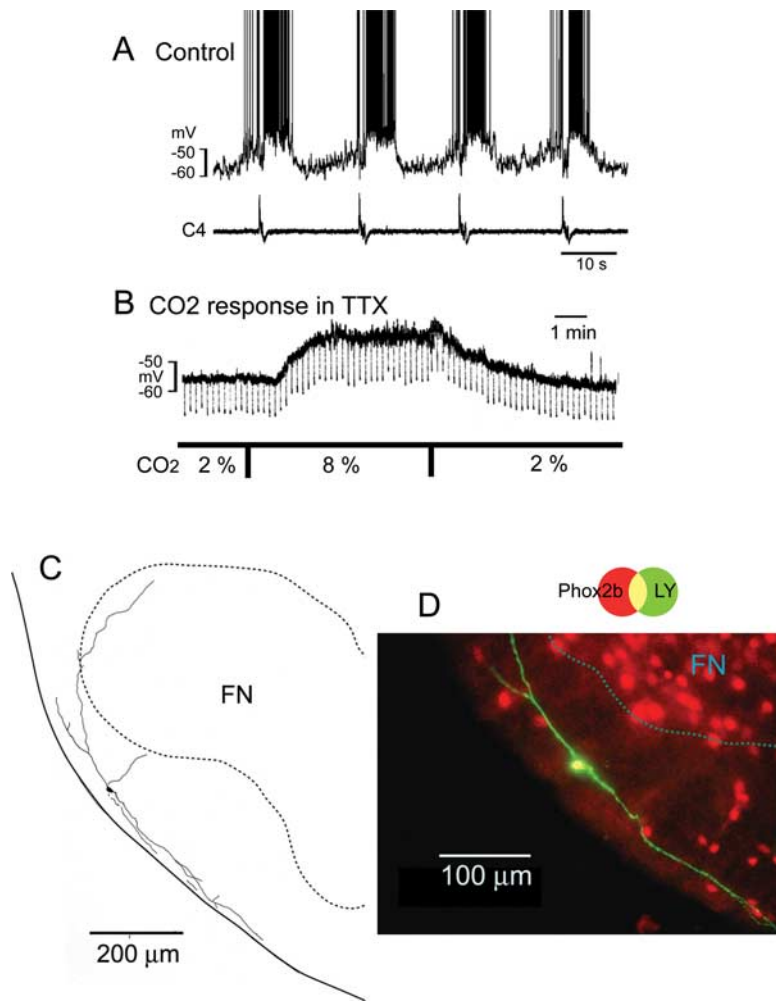 A Control
mV
-50
-60
C4
10 s
B CO2 response in TTX
1 min
-50
mV
-60
CO2 2 % 8 % 2 %
C
FN
200 μm
Phox2b LY
D
FN
100 μm